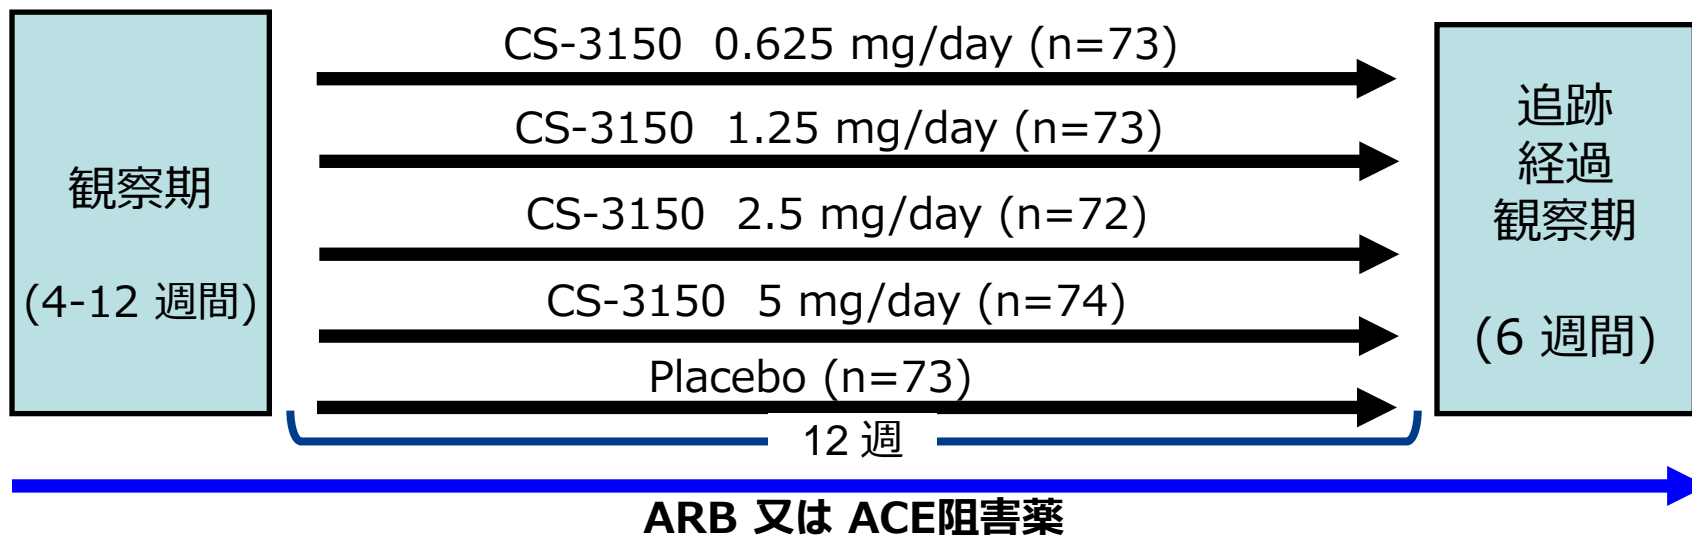 観察期
(4-12 週間)
CS-3150 0.625 mg/day (n=73)
CS-3150 1.25 mg/day (n=73)
CS-3150 2.5 mg/day (n=72)
CS-3150 5 mg/day (n=74)
Placebo (n=73)
12 週
追跡
経過
観察期
(6 週間)
ARB 又は ACE阻害薬